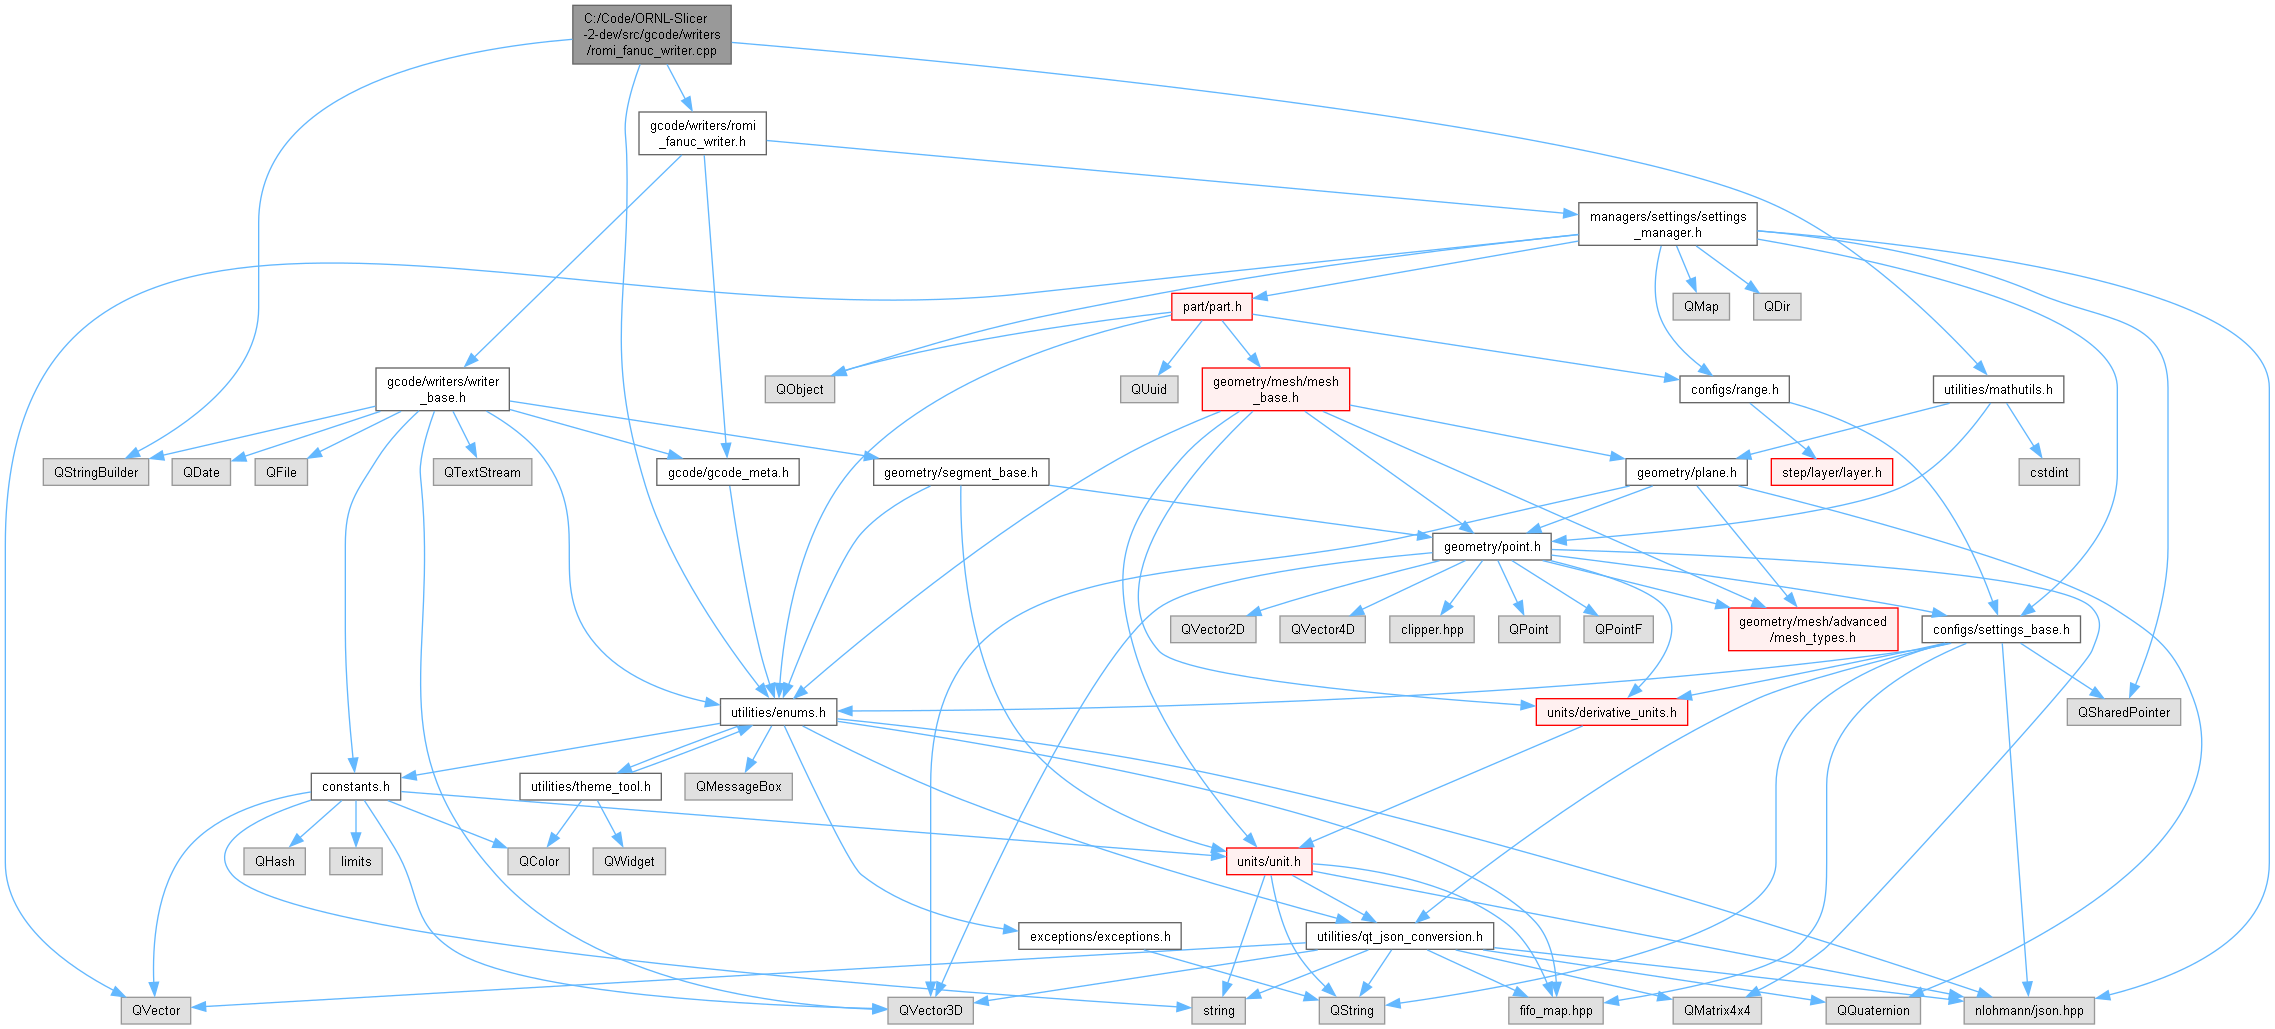 C:/Code/ORNL-Slicer
-2-dev/src/gcode/writers
/romi_fanuc_writer.cpp
gcode/writers/romi
_fanuc_writer.h
managers/settings/settings
_manager.h
part/part.h
QMap
QDir
gcode/writers/writer
_base.h
QObject
QUuid
geometry/mesh/mesh
_base.h
configs/range.h
utilities/mathutils.h
QStringBuilder
QDate
QFile
QTextStream
gcode/gcode_meta.h
geometry/segment_base.h
geometry/plane.h
step/layer/layer.h
cstdint
geometry/point.h
QVector2D
QVector4D
clipper.hpp
QPoint
QPointF
geometry/mesh/advanced
/mesh_types.h
configs/settings_base.h
utilities/enums.h
units/derivative_units.h
QSharedPointer
constants.h
utilities/theme_tool.h
QMessageBox
QHash
limits
QColor
QWidget
units/unit.h
exceptions/exceptions.h
utilities/qt_json_conversion.h
QVector
QVector3D
string
QString
fifo_map.hpp
QMatrix4x4
QQuaternion
nlohmann/json.hpp